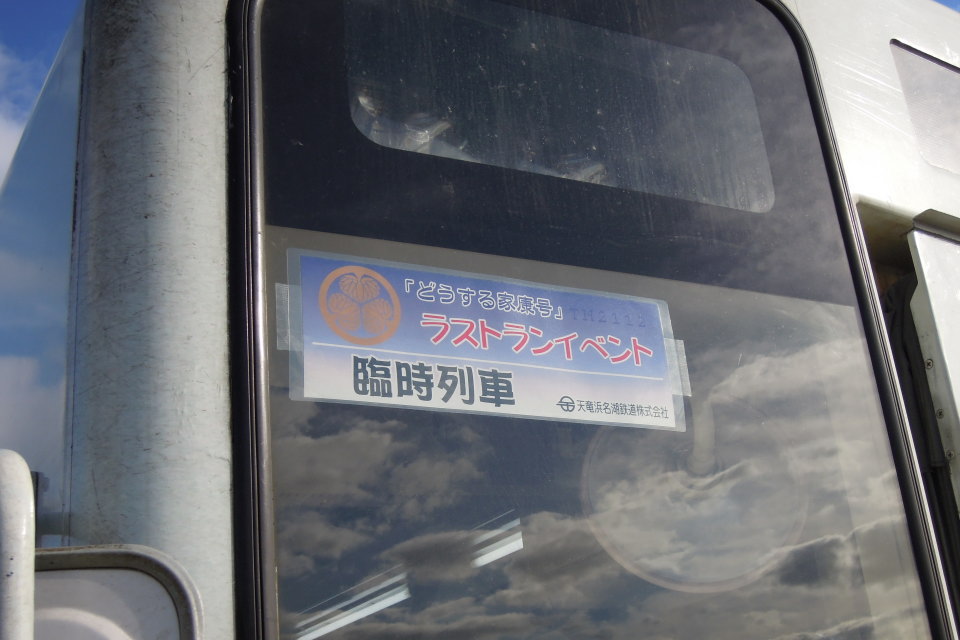 「どうする家康号」
ラストランイベント
臨時列車
天竜浜名湖鉄道株式会社